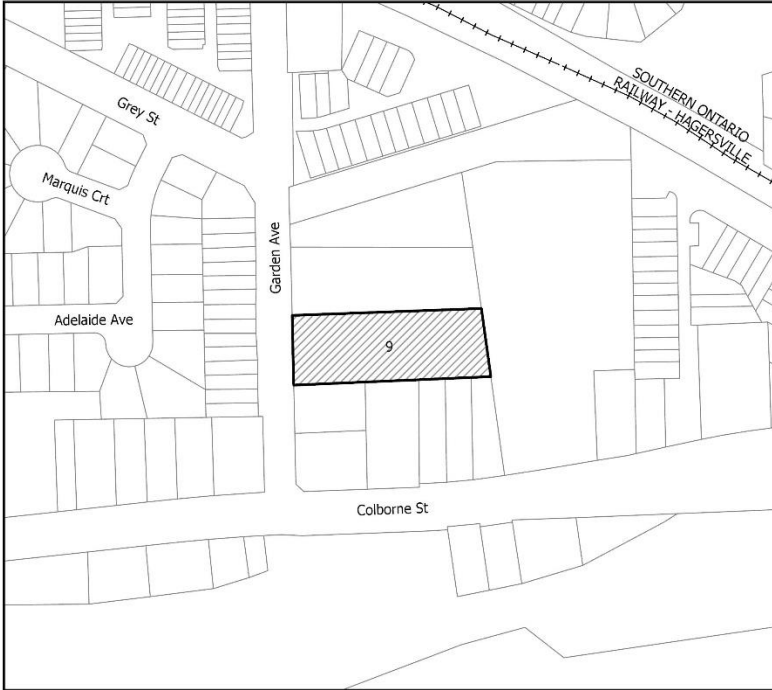 SOUTHERN ONTARIO
RAILWAY - HAGERSVILLE
Grey St
Marquis Crt
Garden Ave
Adelaide Ave
9
Colborne St